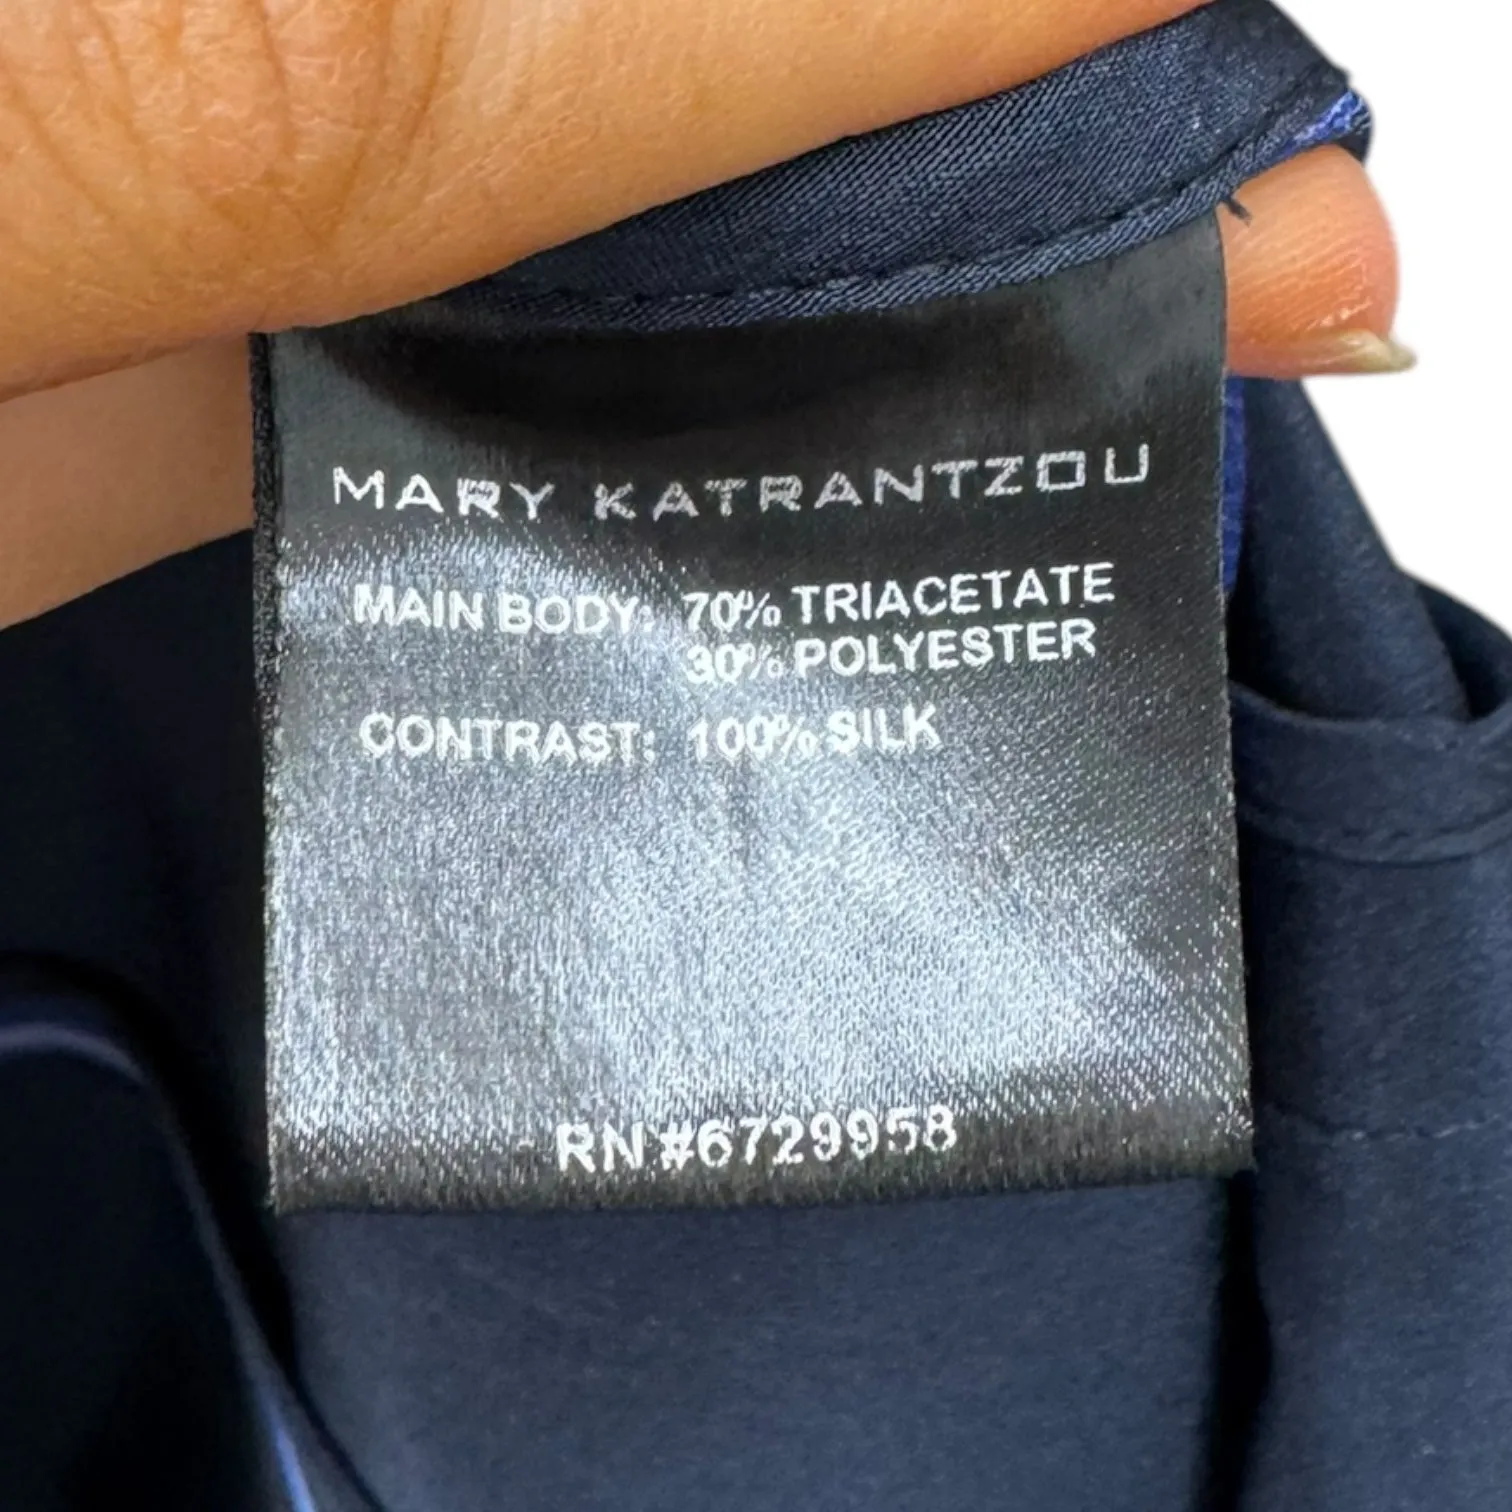 MARY KATRANTZOU
MAIN BODY: 70% TRIACETATE
30% POLYESTER
CONTRAST: 100% SILK
RN#6729958